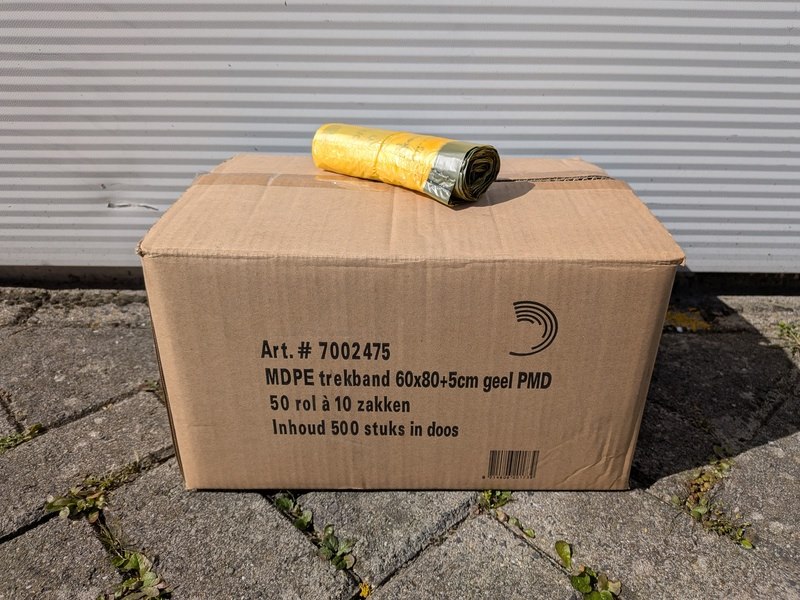 Art. # 7002475
MDPE trekband 60x80+5cm geel PMD
50 rol à 10 zakken
Inhoud 500 stuks in doos